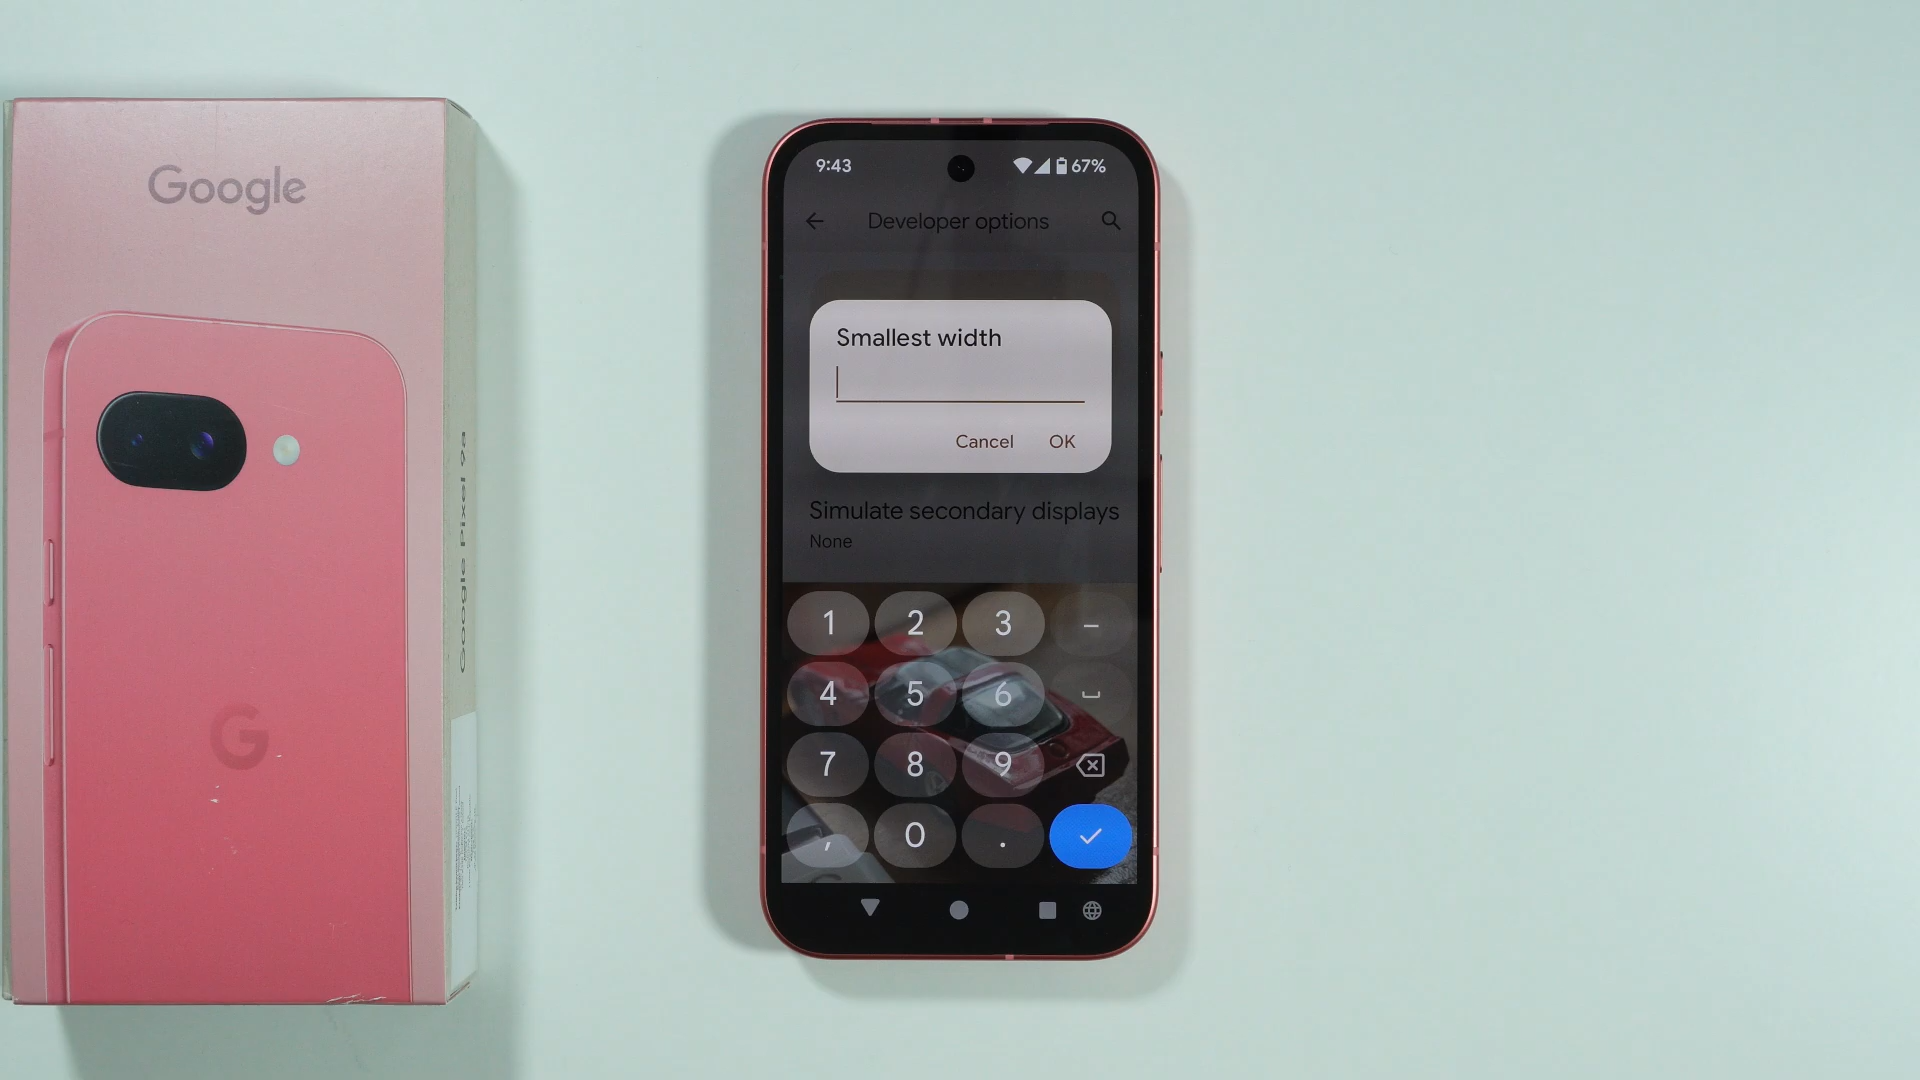 Google
Google Pixel 9a
G
9:43
67%
Developer options
Smallest width
Cancel
OK
Simulate secondary displays
None
1 2 3 –
4 5 6
7 8 9
, 0 .